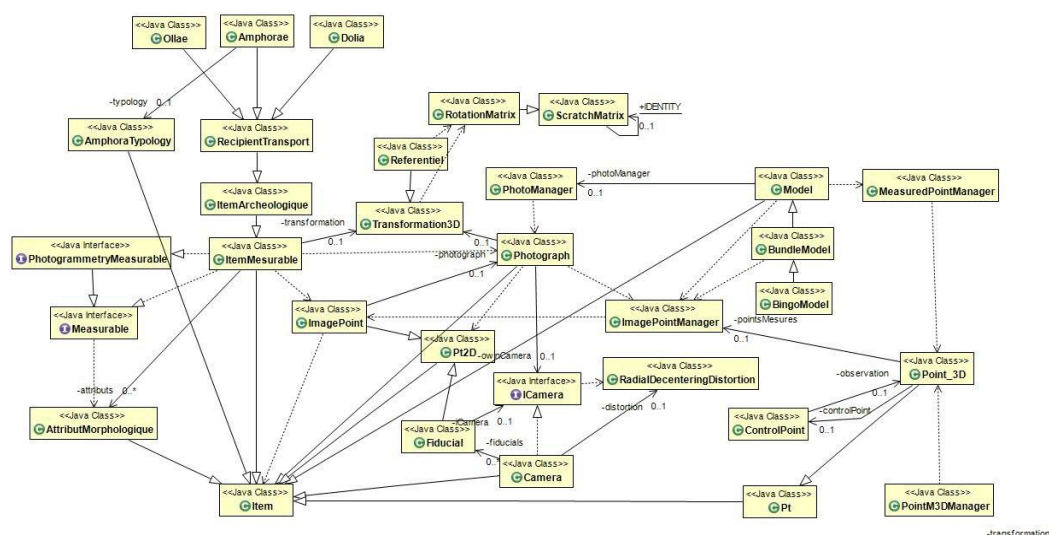 <<Java Class>>
Ollae
<<Java Class>>
Amphorae
<<Java Class>>
Dolia
-typology
0..1
<<Java Class>>
AmphoraTypology
<<Java Class>>
RecipientTransport
<<Java Class>>
RotationMatrix
<<Java Class>>
ScratchMatrix
+IDENTITY
0..1
<<Java Class>>
Referentiel
<<Java Class>>
ItemArcheologique
<<Java Class>>
PhotoManager
-photoManager
0..1
<<Java Class>>
Model
<<Java Class>>
MeasuredPointManager
-transformation
0..1
<<Java Class>>
Transformation3D
0..1
<<Java Interface>>
PhotogrammetryMeasurable
<<Java Class>>
ItemMesurable
-photograph
0..1
<<Java Class>>
Photograph
<<Java Class>>
BundleModel
<<Java Class>>
BingoModel
<<Java Interface>>
Measurable
<<Java Class>>
ImagePoint
<<Java Class>>
ImagePointManager
-pointsMesures
0..1
<<Java Class>>
Pt2D
-ownCamera
0..1
<<Java Class>>
Point_3D
-attributs
0..*
<<Java Interface>>
ICamera
<<Java Class>>
RadialDecenteringDistortion
-observation
0..1
<<Java Class>>
AttributMorphologique
<<Java Class>>
Fiducial
-iCamera
0..1
-distortion
0..1
<<Java Class>>
ControlPoint
-controlPoint
0..1
-fiducials
<<Java Class>>
Camera
<<Java Class>>
Item
<<Java Class>>
Pt
<<Java Class>>
PointM3DManager
-transformation